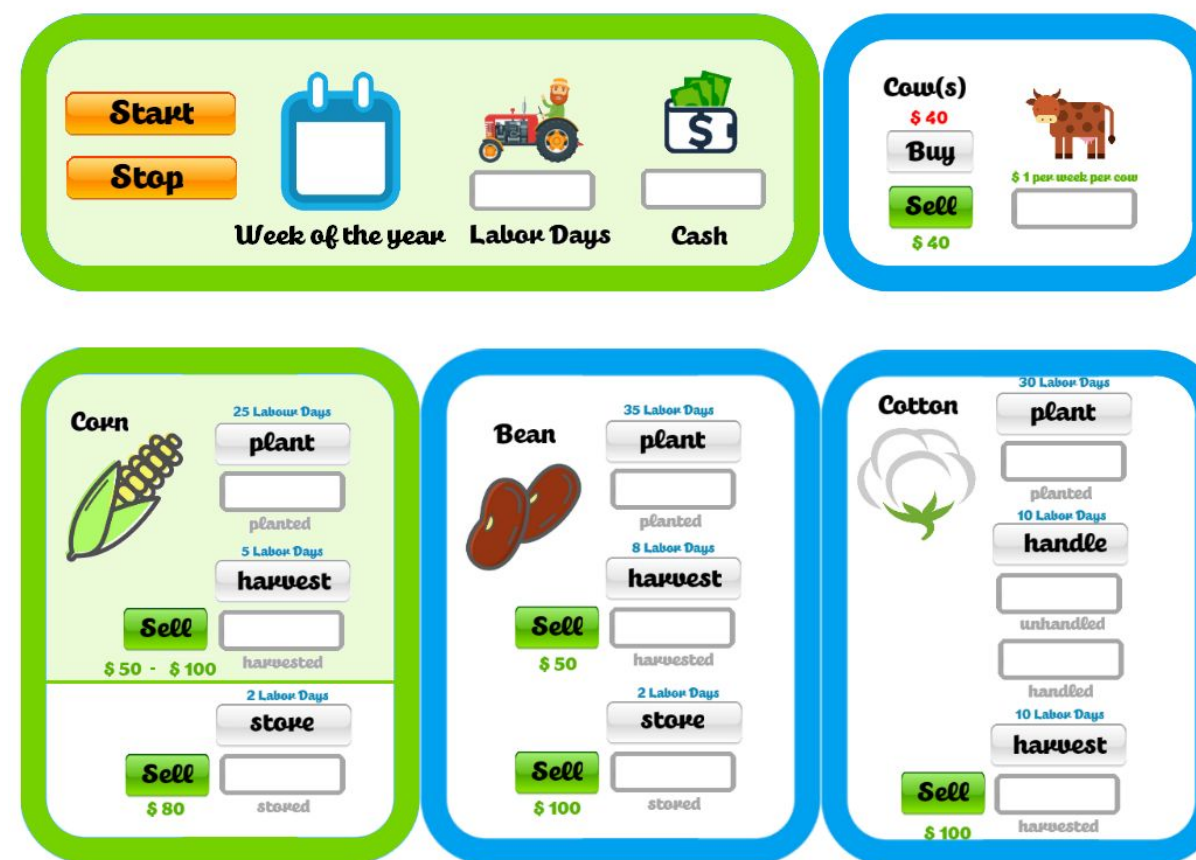 Start
Stop
Week of the year
Labor Days
$
Cash
Cow(s)
$ 40
Buy
Sell
$ 40
$ 1 per week per cow
Corn
25 Labour Days
plant
planted
5 Labor Days
harvest
Sell
$ 50 - $ 100
harvested
2 Labor Days
store
Sell
$ 80
stored
Bean
35 Labor Days
plant
planted
8 Labor Days
harvest
Sell
$ 50
harvested
2 Labor Days
store
Sell
$ 100
stored
Cotton
30 Labor Days
plant
planted
10 Labor Days
handle
unhandled
handled
10 Labor Days
harvest
Sell
$ 100
harvested